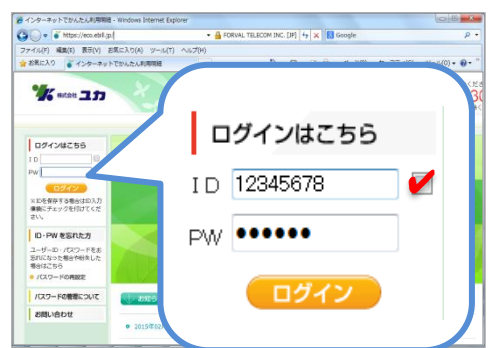 インターネットでかんたん利用明細 - Windows Internet Explorer
https://eco.ebill.jp/
FORVAL TELECOM INC. [JP]
Google
ファイル(F) 編集(E) 表示(V) お気に入り(A) ツール(T) ヘルプ(H)
お気に入り インターネットでかんたん利用明細
株式会社 ユカ
ログインはこちら
ID
PW
ログイン
※IDを保存する場合はID入力
横欄にチェックを付けてくだ
さい。
ID・PW を忘れた方
ユーザーID・パスワードをお
忘れになった場合や紛失した
場合はこちら
パスワードの再設定
パスワードの管理について
お問い合わせ
お知ら
2015年02
ログインはこちら
ID 12345678
PW ●●●●●●
ログイン